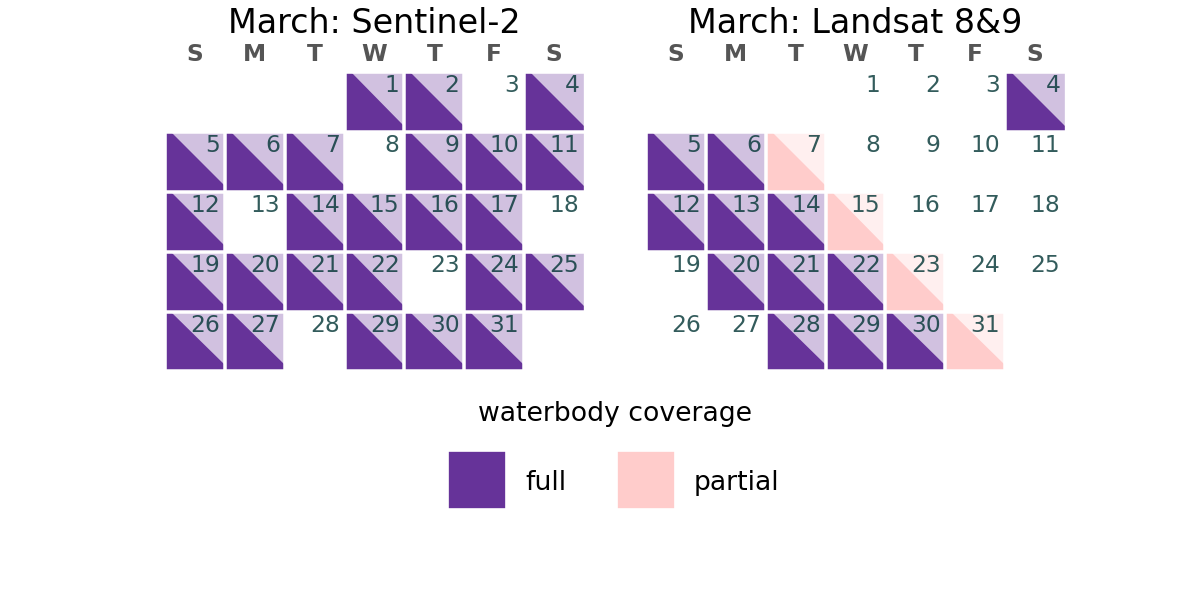 March: Sentinel-2
S M T W T F S
1 2 3 4
5 6 7 8 9 10 11
12 13 14 15 16 17 18
19 20 21 22 23 24 25
26 27 28 29 30 31
March: Landsat 8&9
S M T W T F S
1 2 3 4
5 6 7 8 9 10 11
12 13 14 15 16 17 18
19 20 21 22 23 24 25
26 27 28 29 30 31
waterbody coverage
full partial